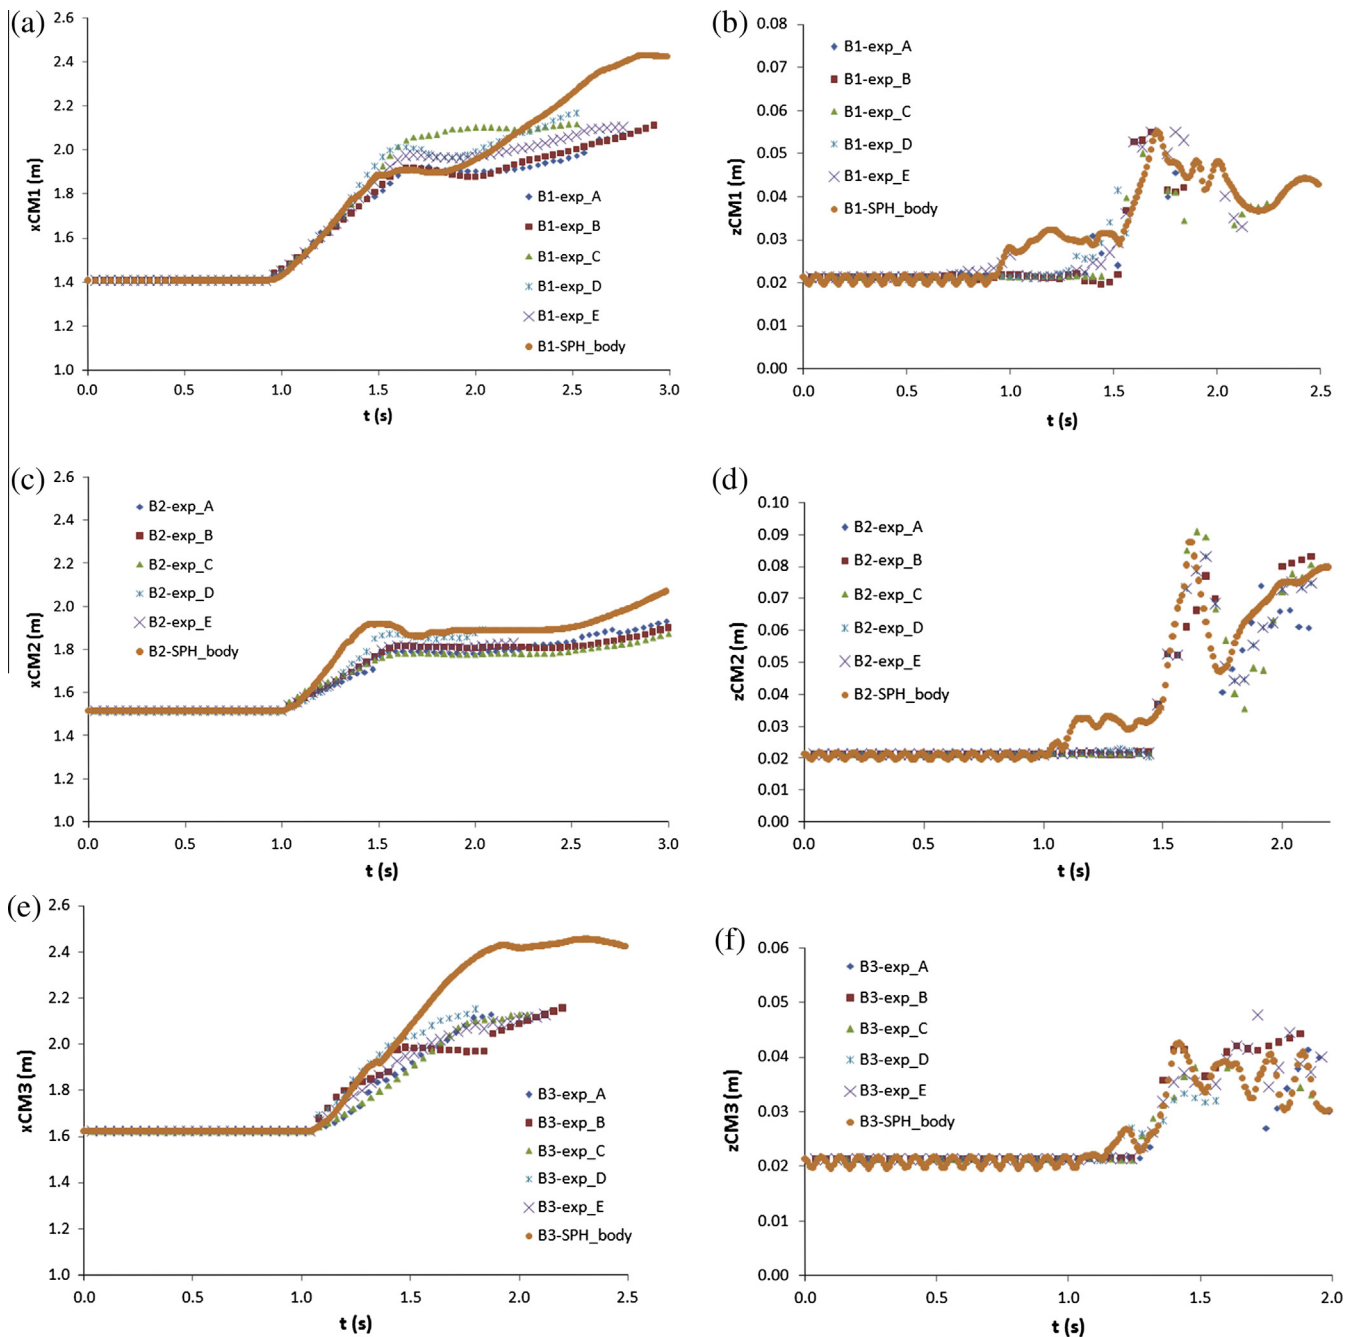 (a)
2.6
2.4
2.2
2.0
1.8
1.6
1.4
1.2
1.0
xCM1 (m)
0.0 0.5 1.0 1.5 2.0 2.5 3.0
t (s)
B1-exp_A
B1-exp_B
B1-exp_C
B1-exp_D
B1-exp_E
B1-SPH_body
(b)
0.08
0.07
0.06
0.05
0.04
0.03
0.02
0.01
0.00
zCM1 (m)
0.0 0.5 1.0 1.5 2.0 2.5
t (s)
B1-exp_A
B1-exp_B
B1-exp_C
B1-exp_D
B1-exp_E
B1-SPH_body
(c)
2.6
2.4
2.2
2.0
1.8
1.6
1.4
1.2
1.0
xCM2 (m)
0.0 0.5 1.0 1.5 2.0 2.5 3.0
t (s)
B2-exp_A
B2-exp_B
B2-exp_C
B2-exp_D
B2-exp_E
B2-SPH_body
(d)
0.10
0.09
0.08
0.07
0.06
0.05
0.04
0.03
0.02
0.01
0.00
zCM2 (m)
0.0 0.5 1.0 1.5 2.0
t (s)
B2-exp_A
B2-exp_B
B2-exp_C
B2-exp_D
B2-exp_E
B2-SPH_body
(e)
2.6
2.4
2.2
2.0
1.8
1.6
1.4
1.2
1.0
xCM3 (m)
0.0 0.5 1.0 1.5 2.0 2.5
t (s)
B3-exp_A
B3-exp_B
B3-exp_C
B3-exp_D
B3-exp_E
B3-SPH_body
(f)
0.06
0.05
0.04
0.03
0.02
0.01
0.00
zCM3 (m)
0.0 0.5 1.0 1.5 2.0
t (s)
B3-exp_A
B3-exp_B
B3-exp_C
B3-exp_D
B3-exp_E
B3-SPH_body